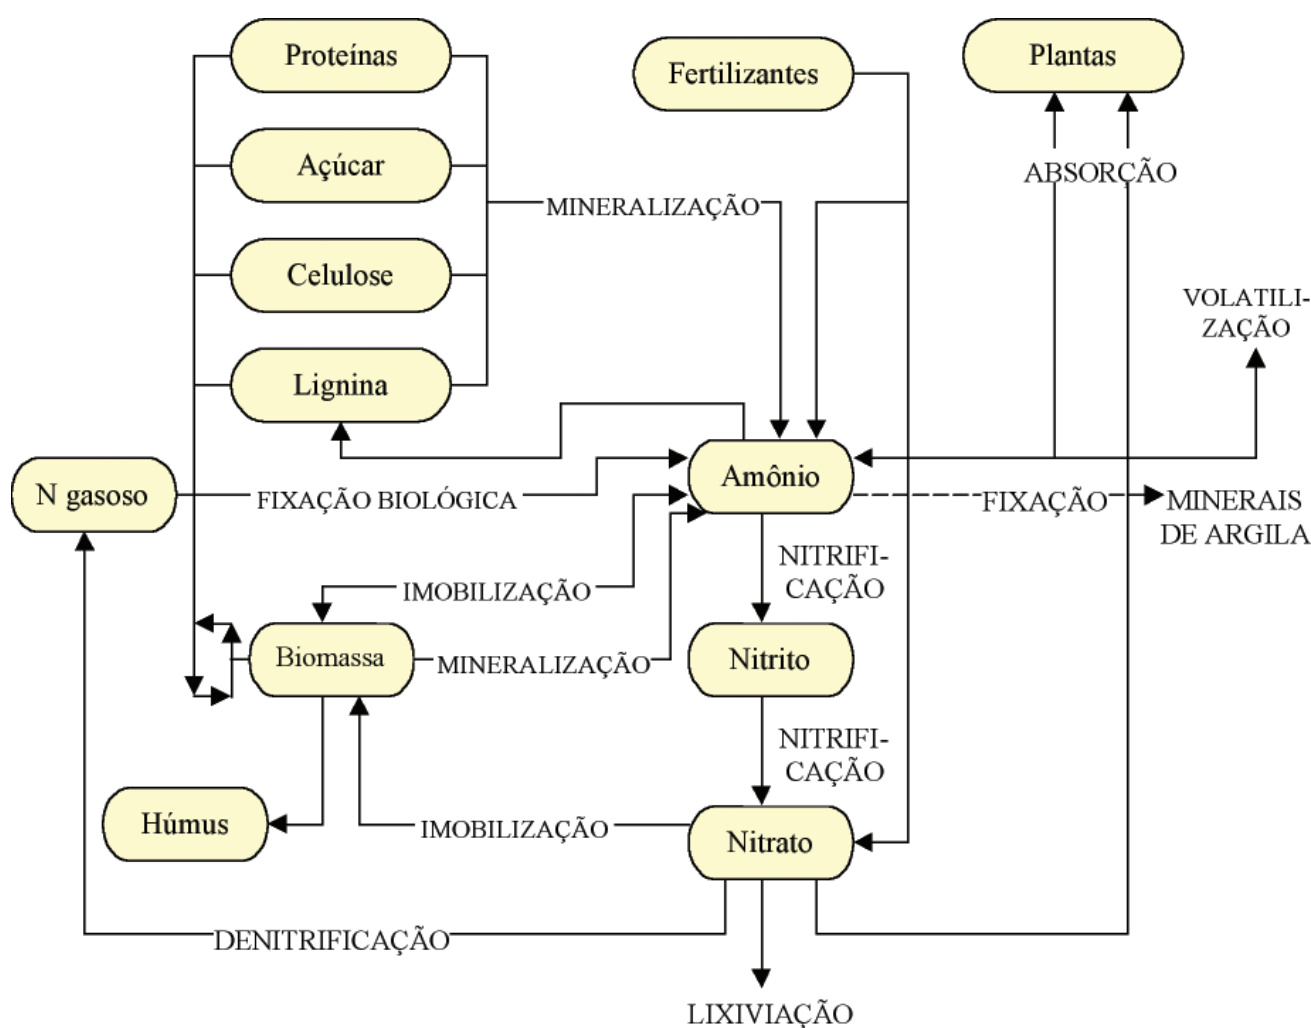 Proteínas
Fertilizantes
Plantas
Açúcar
ABSORÇÃO
MINERALIZAÇÃO
Celulose
VOLATILI-
ZAÇÃO
Lignina
Amônio
N gasoso
FIXAÇÃO BIOLÓGICA
FIXAÇÃO
MINERAIS
DE ARGILA
NITRIFI-
CAÇÃO
IMOBILIZAÇÃO
Biomassa
MINERALIZAÇÃO
Nitrito
NITRIFI-
CAÇÃO
Húmus
IMOBILIZAÇÃO
Nitrato
DENITRIFICAÇÃO
LIXIVIAÇÃO